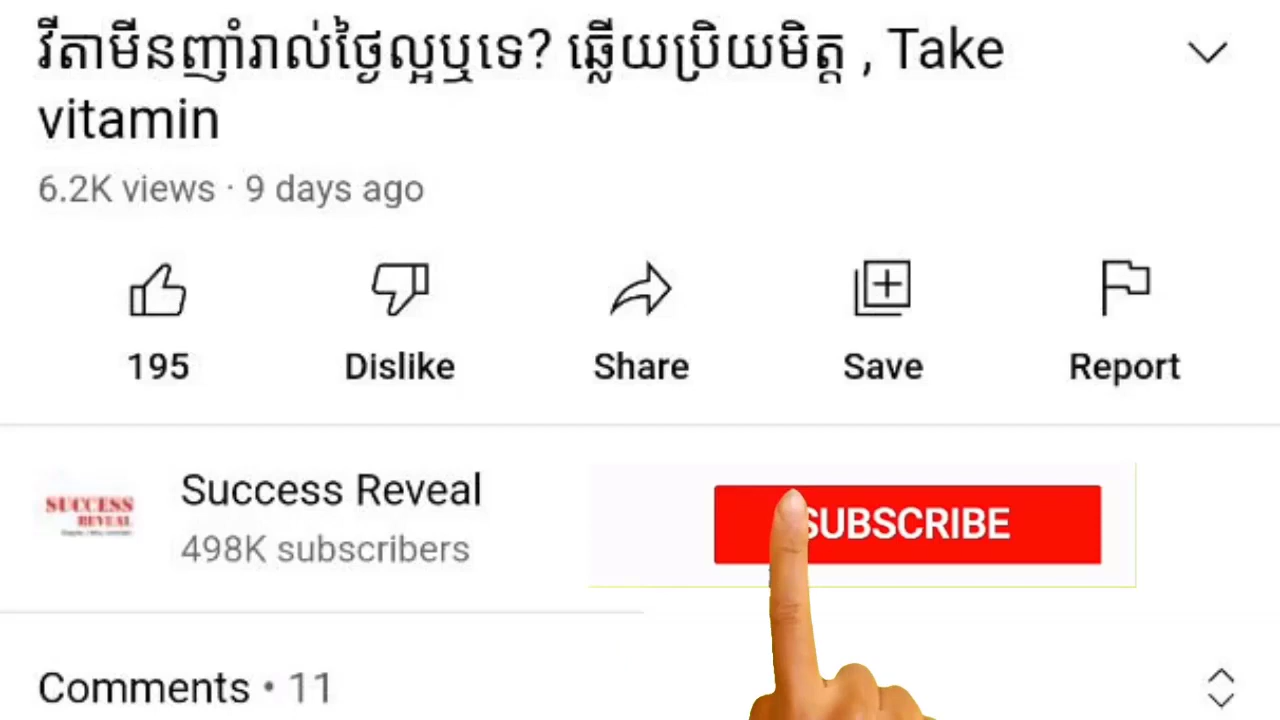 វីតាមីនញ៉ាំរាល់ថ្ងៃល្អឬទេ? ឆ្លើយប្រិយមិត្ត , Take
vitamin
6.2K views · 9 days ago
195 Dislike Share Save Report
SUCCESS
REVEAL
Success Reveal
498K subscribers
SUBSCRIBE
Comments • 11